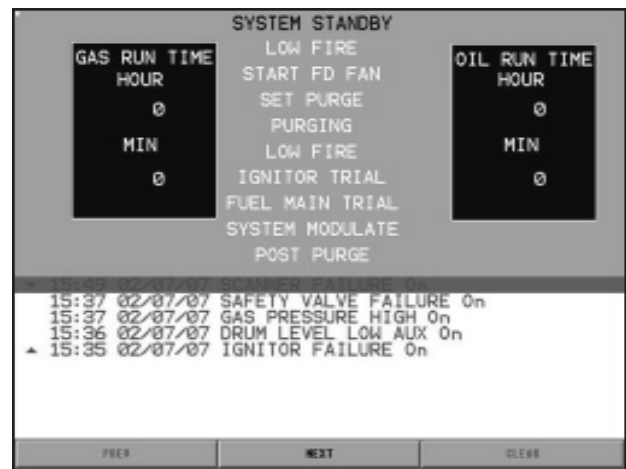 SYSTEM STANDBY
GAS RUN TIME
HOUR
0
MIN
0
LOW FIRE
START FD FAN
SET PURGE
PURGING
LOW FIRE
IGNITOR TRIAL
FUEL MAIN TRIAL
SYSTEM MODULATE
POST PURGE
OIL RUN TIME
HOUR
0
MIN
0
15:49 02/07/07 SCANNER FAILURE On
15:37 02/07/07 SAFETY VALVE FAILURE On
15:37 02/07/07 GAS PRESSURE HIGH On
15:36 02/07/07 DRUM LEVEL LOW AUX On
15:35 02/07/07 IGNITOR FAILURE On
PREV NEXT CLEAR